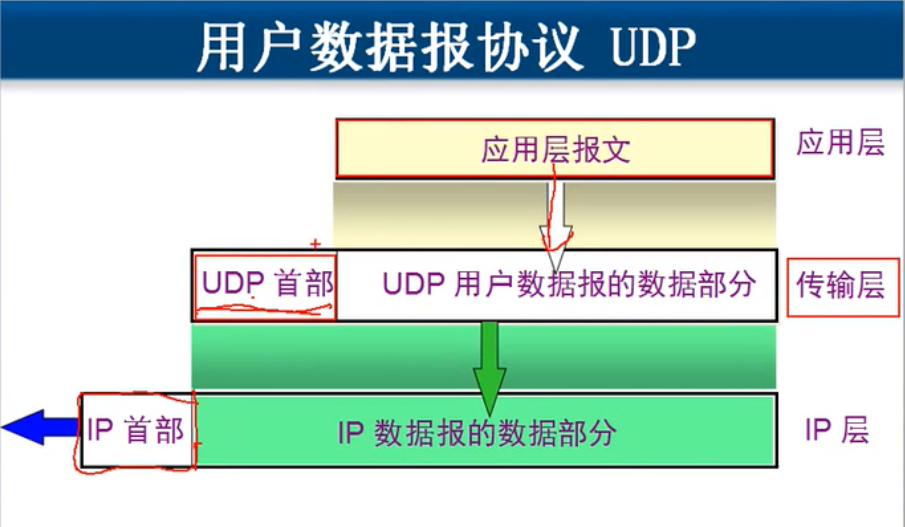 用户数据报协议 UDP
应用层报文
应用层
UDP 首部
UDP 用户数据报的数据部分
传输层
IP 首部
IP 数据报的数据部分
IP 层